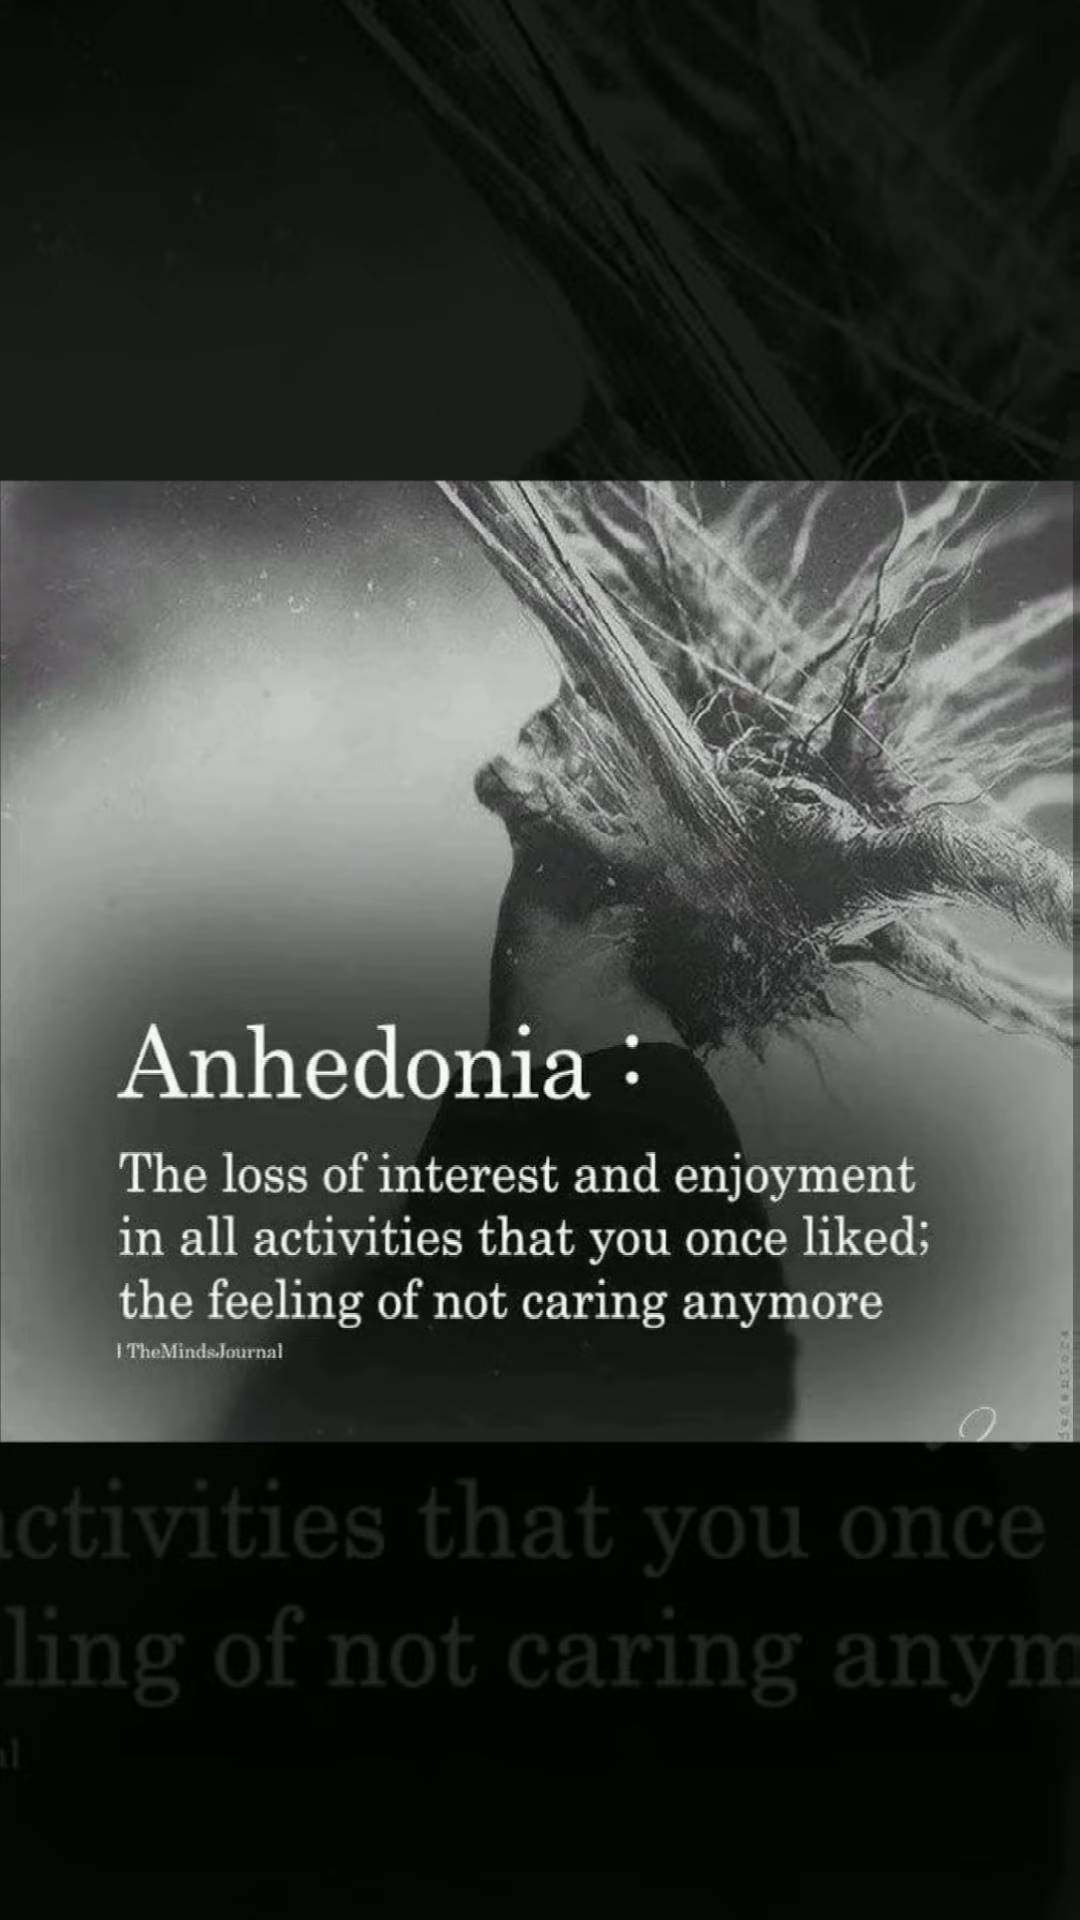 Anhedonia :
The loss of interest and enjoyment
in all activities that you once liked;
the feeling of not caring anymore
| TheMindsJournal
activities that you once
ling of not caring anym
al